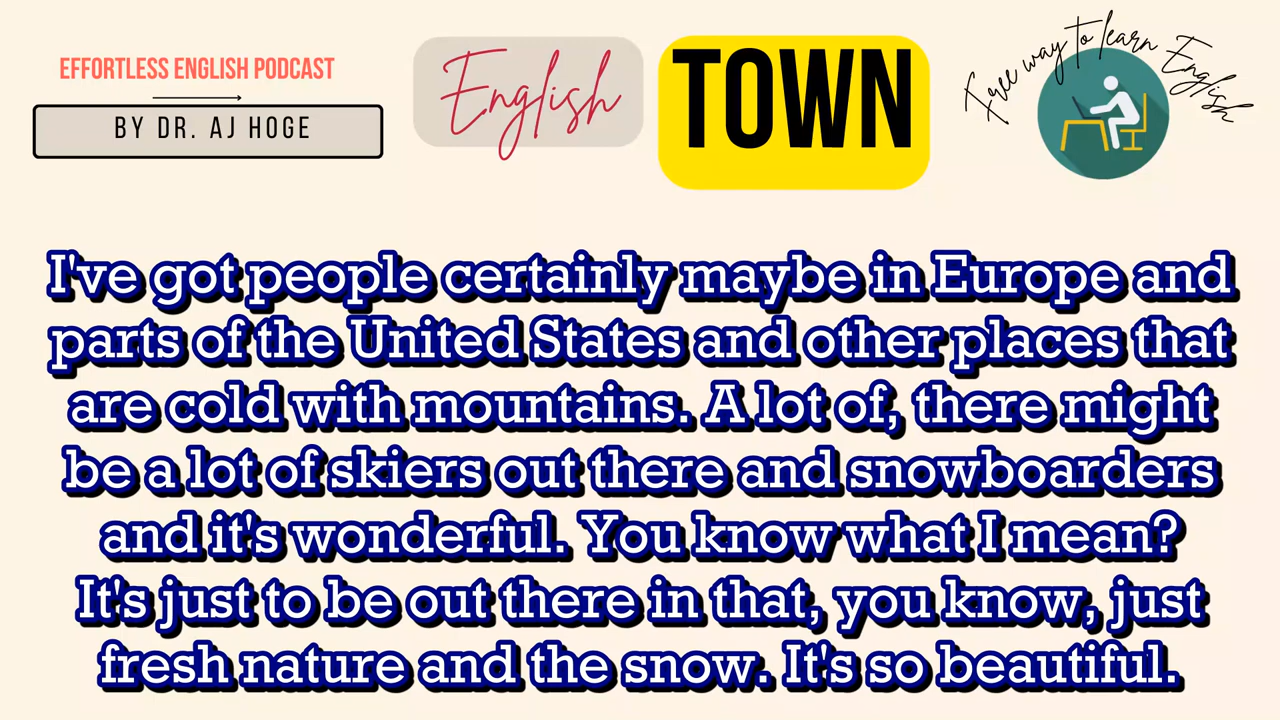 EFFORTLESS ENGLISH PODCAST
BY DR. AJ HOGE
English
TOWN
Free way to learn English
I've got people certainly maybe in Europe and
parts of the United States and other places that
are cold with mountains. A lot of, there might
be a lot of skiers out there and snowboarders
and it's wonderful. You know what I mean?
It's just to be out there in that, you know, just
fresh nature and the snow. It's so beautiful.